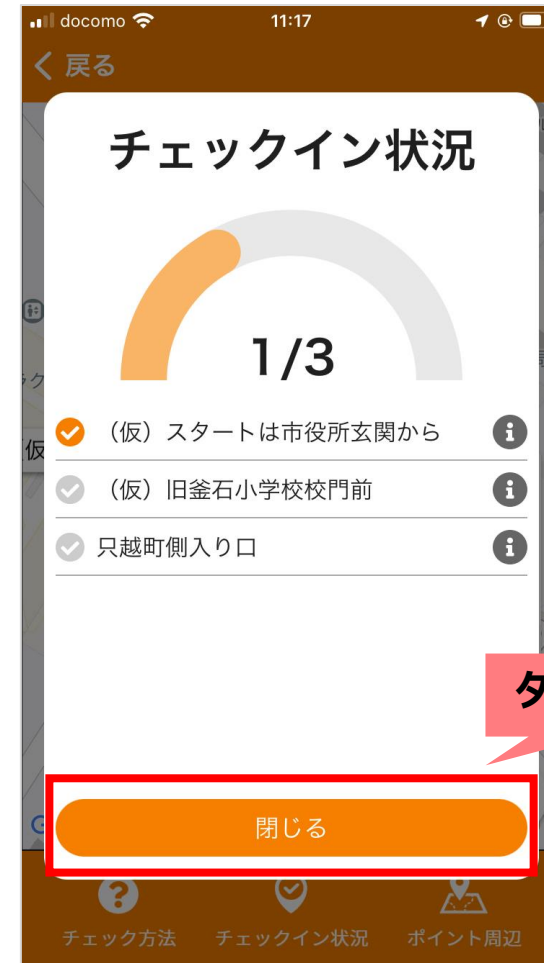 docomo 11:17
戻る
チェックイン状況
1/3
（仮）スタートは市役所玄関から
（仮）旧釜石小学校校門前
只越町側入り口
閉じる
チェック方法 チェックイン状況 ポイント周辺